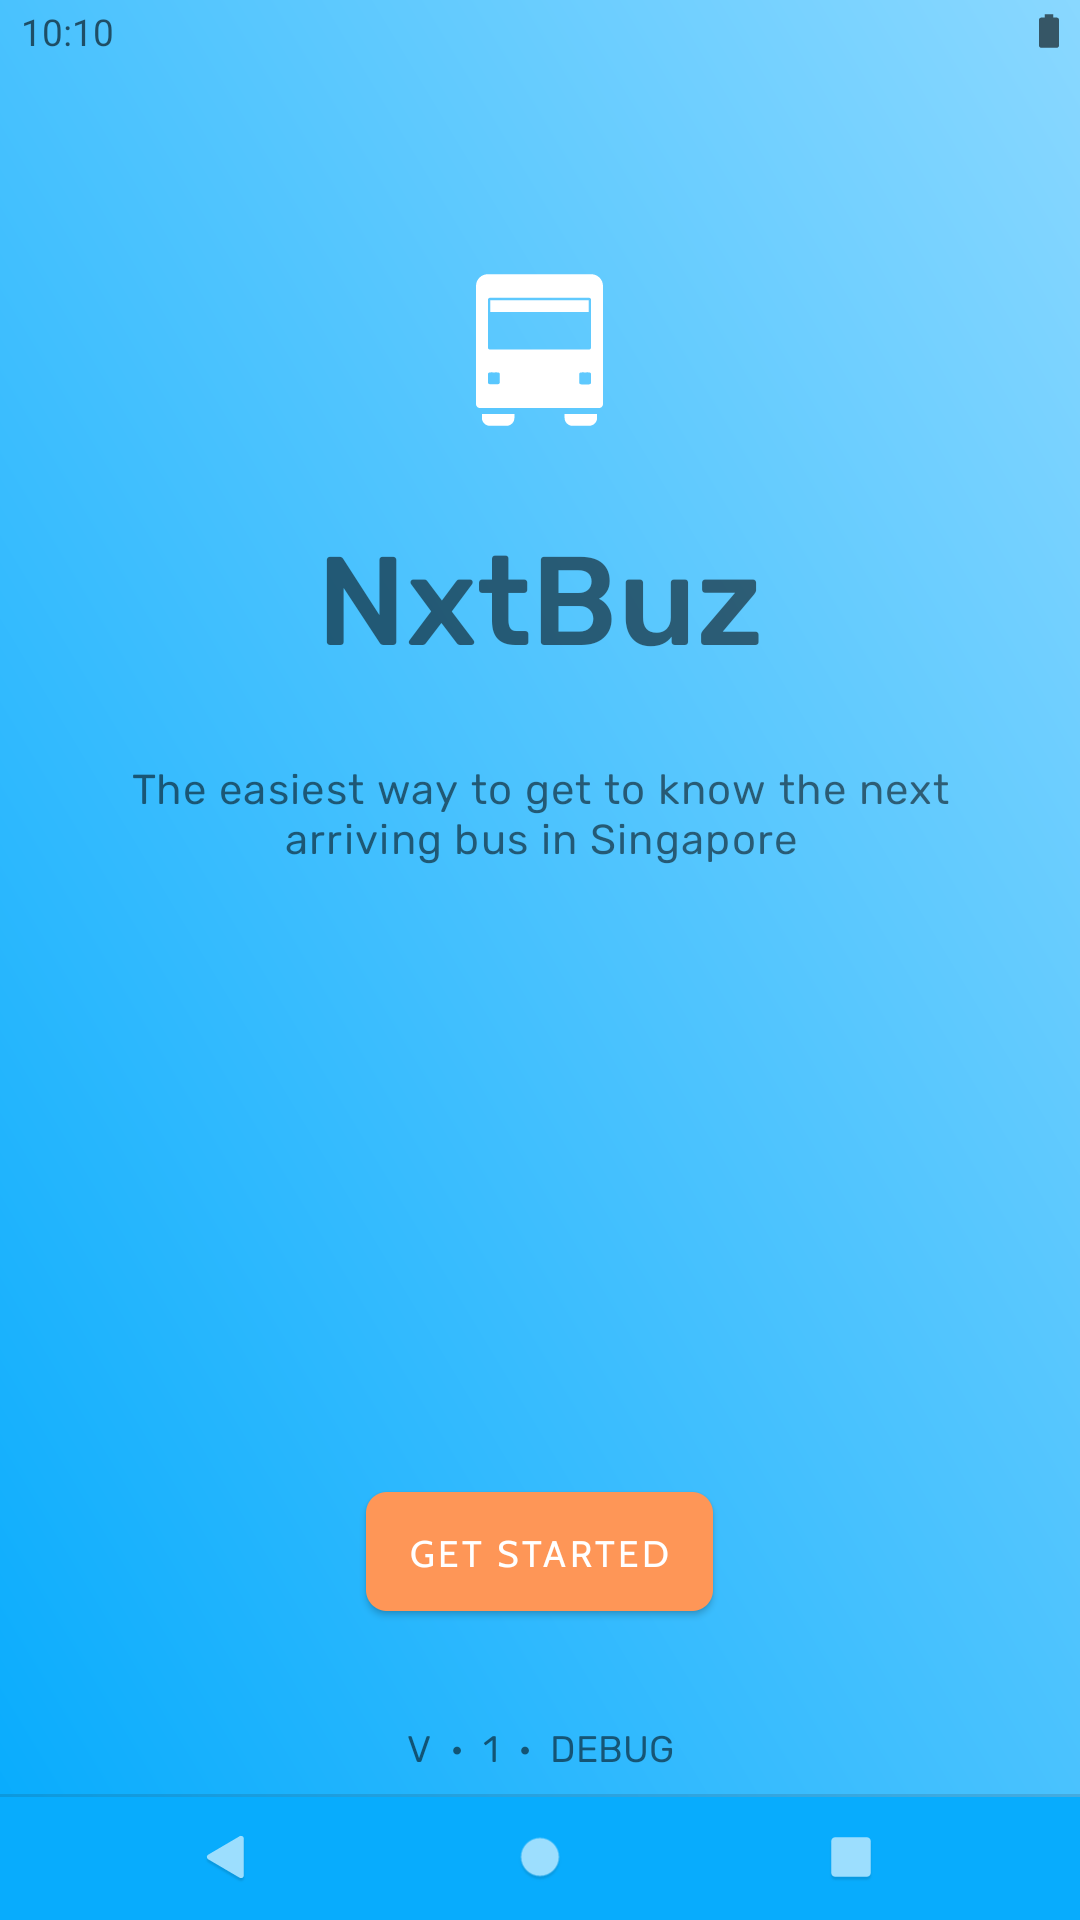 10:10
NxtBuz
The easiest way to get to know the next
arriving bus in Singapore
GET STARTED
V • 1 • DEBUG